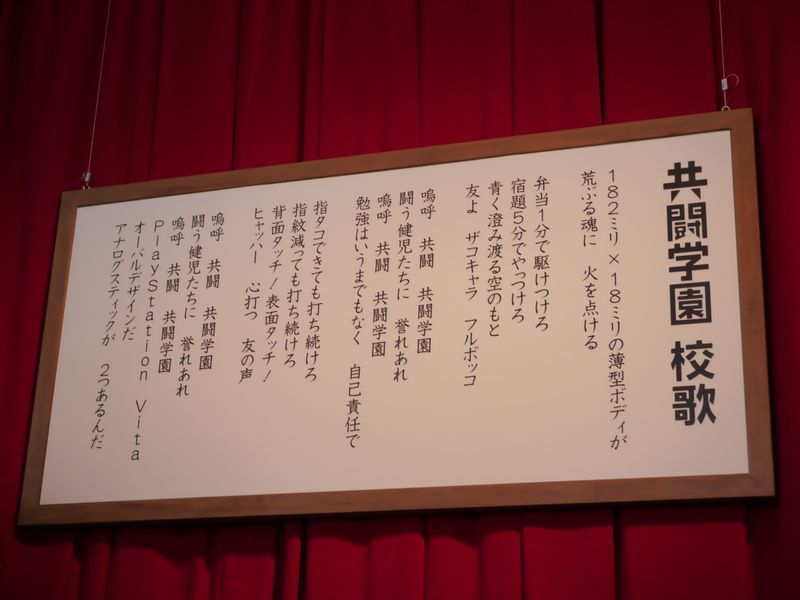 共闘学園 校歌
182ミリ×18ミリの薄型ボディが
荒ぶる魂に 火を点ける
弁当1分で駆けつけろ
宿題5分でやっつけろ
青く澄み渡る空のもと
友よ ザコキャラ フルボッコ
嗚呼 共闘 共闘学園
闘う健児たちに 誉れあれ
嗚呼 共闘 共闘学園
勉強はいうまでもなく 自己責任で
指タコできても打ち続けろ
指紋減っても打ち続けろ
背面タッチ！表面タッチ！
ヒャッハー 心打つ 友の声
嗚呼 共闘 共闘学園
闘う健児たちに 誉れあれ
嗚呼 共闘 共闘学園
PlayStation Vita
オーバルデザインだ
アナログスティックが 2つあるんだ